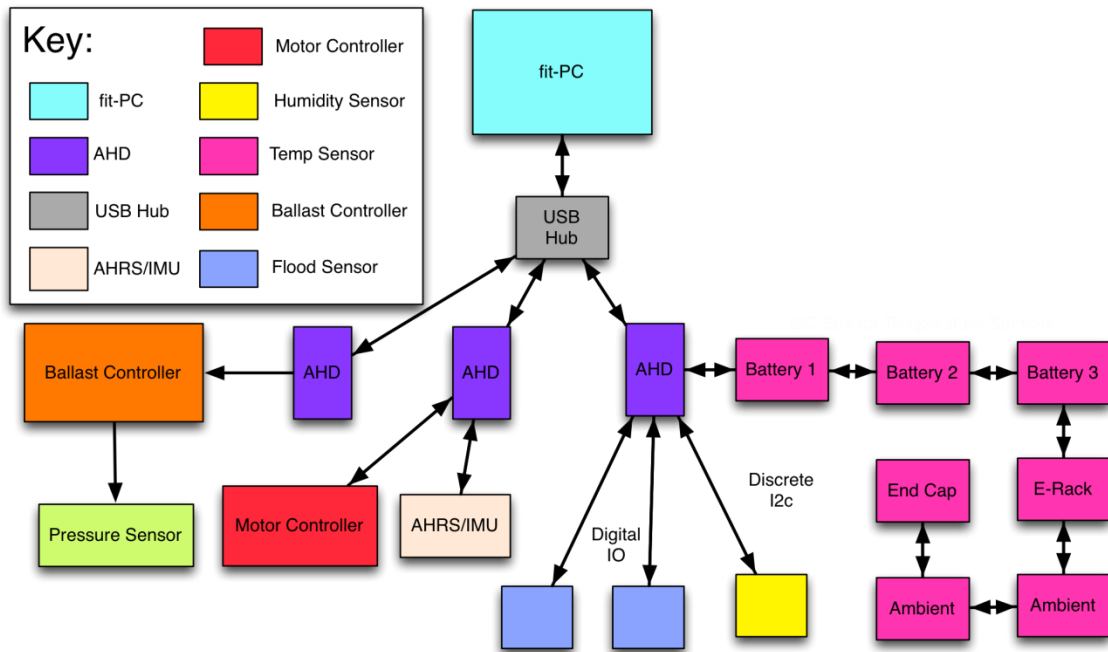 Key:
Motor Controller
fit-PC
Humidity Sensor
AHD
Temp Sensor
USB Hub
Ballast Controller
AHRS/IMU
Flood Sensor
fit-PC
USB
Hub
Ballast Controller
AHD
AHD
AHD
Battery 1
Battery 2
Battery 3
Pressure Sensor
Motor Controller
AHRS/IMU
Digital
IO
Discrete
I2c
End Cap
E-Rack
Ambient
Ambient